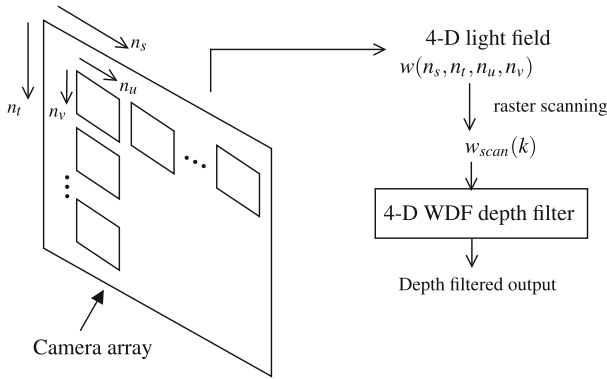 n_s
n_u
n_t
n_v
Camera array
4-D light field
w(n_s, n_t, n_u, n_v)
raster scanning
w_scan(k)
4-D WDF depth filter
Depth filtered output